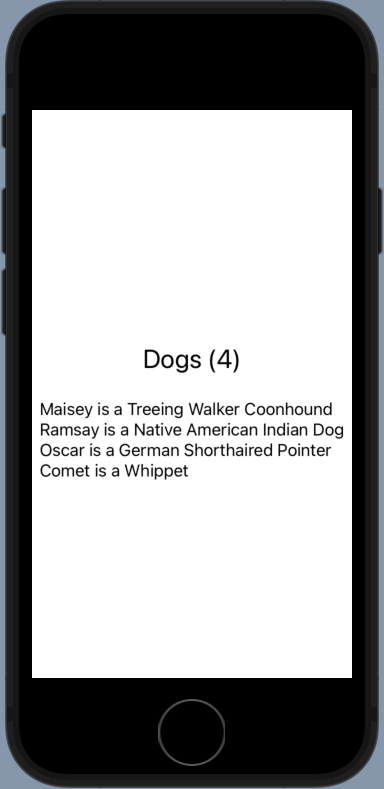 Dogs (4)
Maisey is a Treeing Walker Coonhound
Ramsay is a Native American Indian Dog
Oscar is a German Shorthaired Pointer
Comet is a Whippet